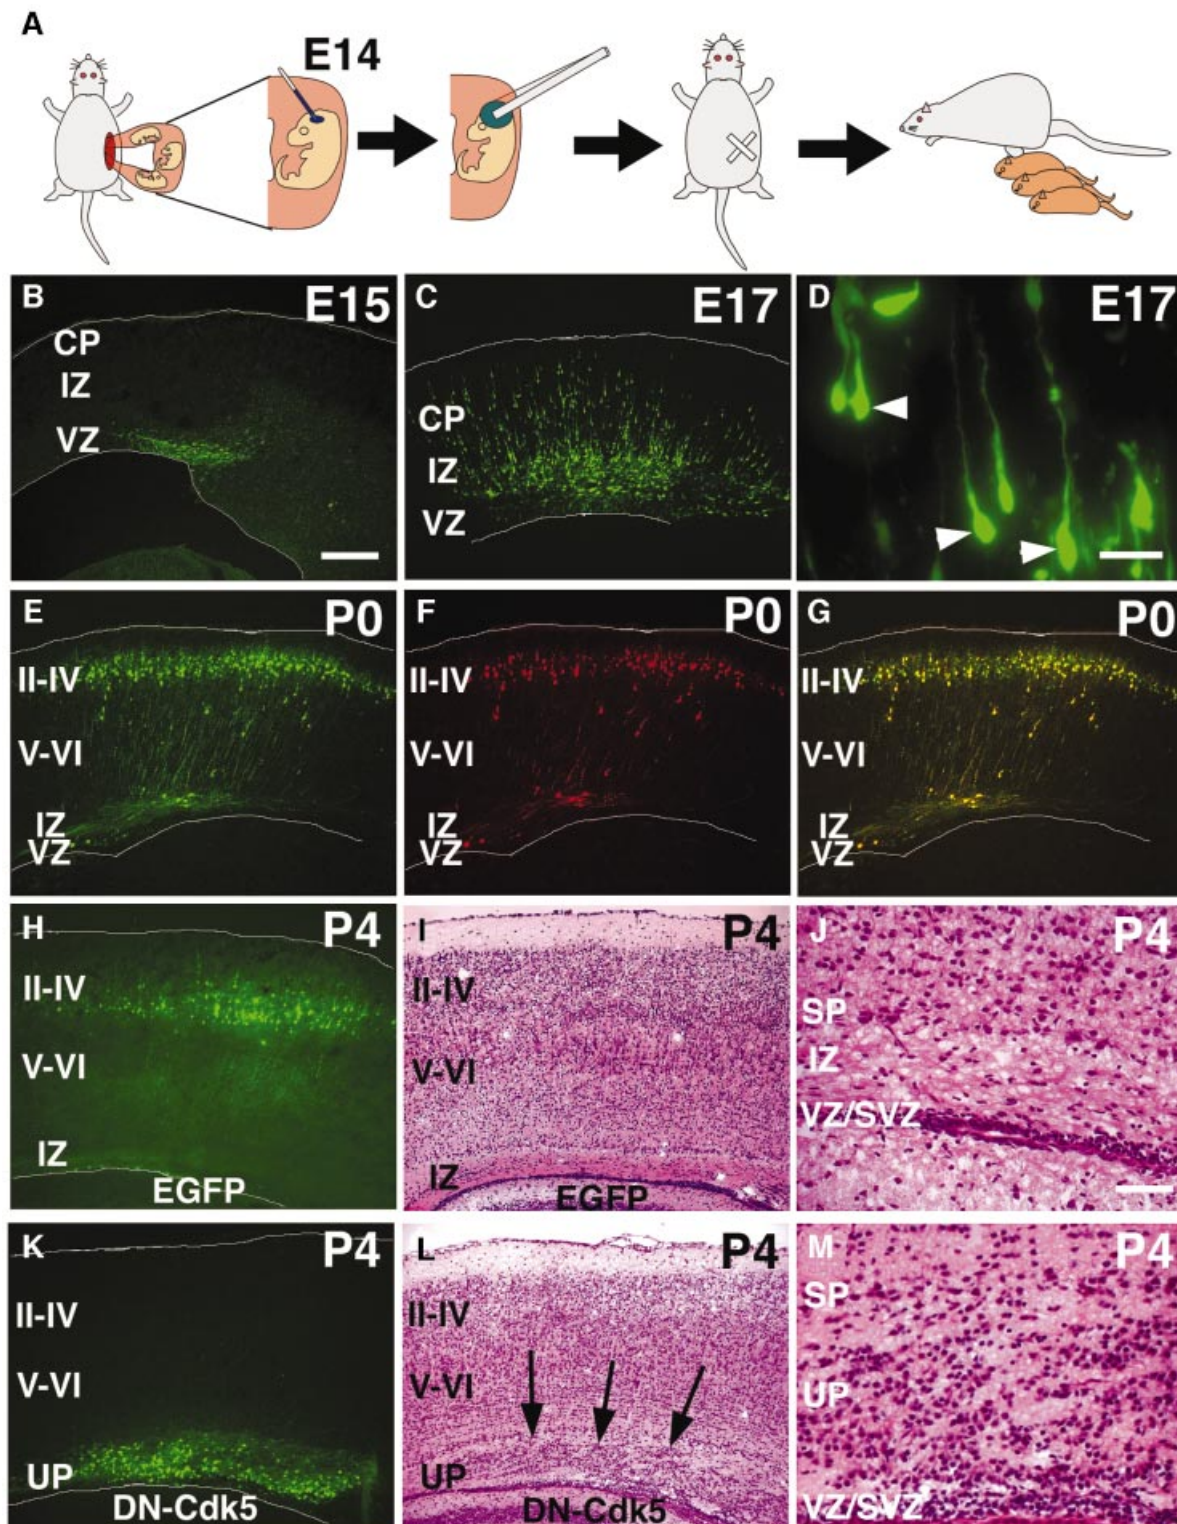 A
E14
B E15
CP
IZ
VZ
C E17
CP
IZ
VZ
D E17
E P0
II-IV
V-VI
IZ
VZ
F P0
II-IV
V-VI
IZ
VZ
G P0
II-IV
V-VI
IZ
VZ
H P4
II-IV
V-VI
IZ
EGFP
I P4
II-IV
V-VI
IZ
EGFP
J P4
SP
IZ
VZ/SVZ
K P4
II-IV
V-VI
UP
DN-Cdk5
L P4
II-IV
V-VI
UP
DN-Cdk5
M P4
SP
UP
VZ/SVZ